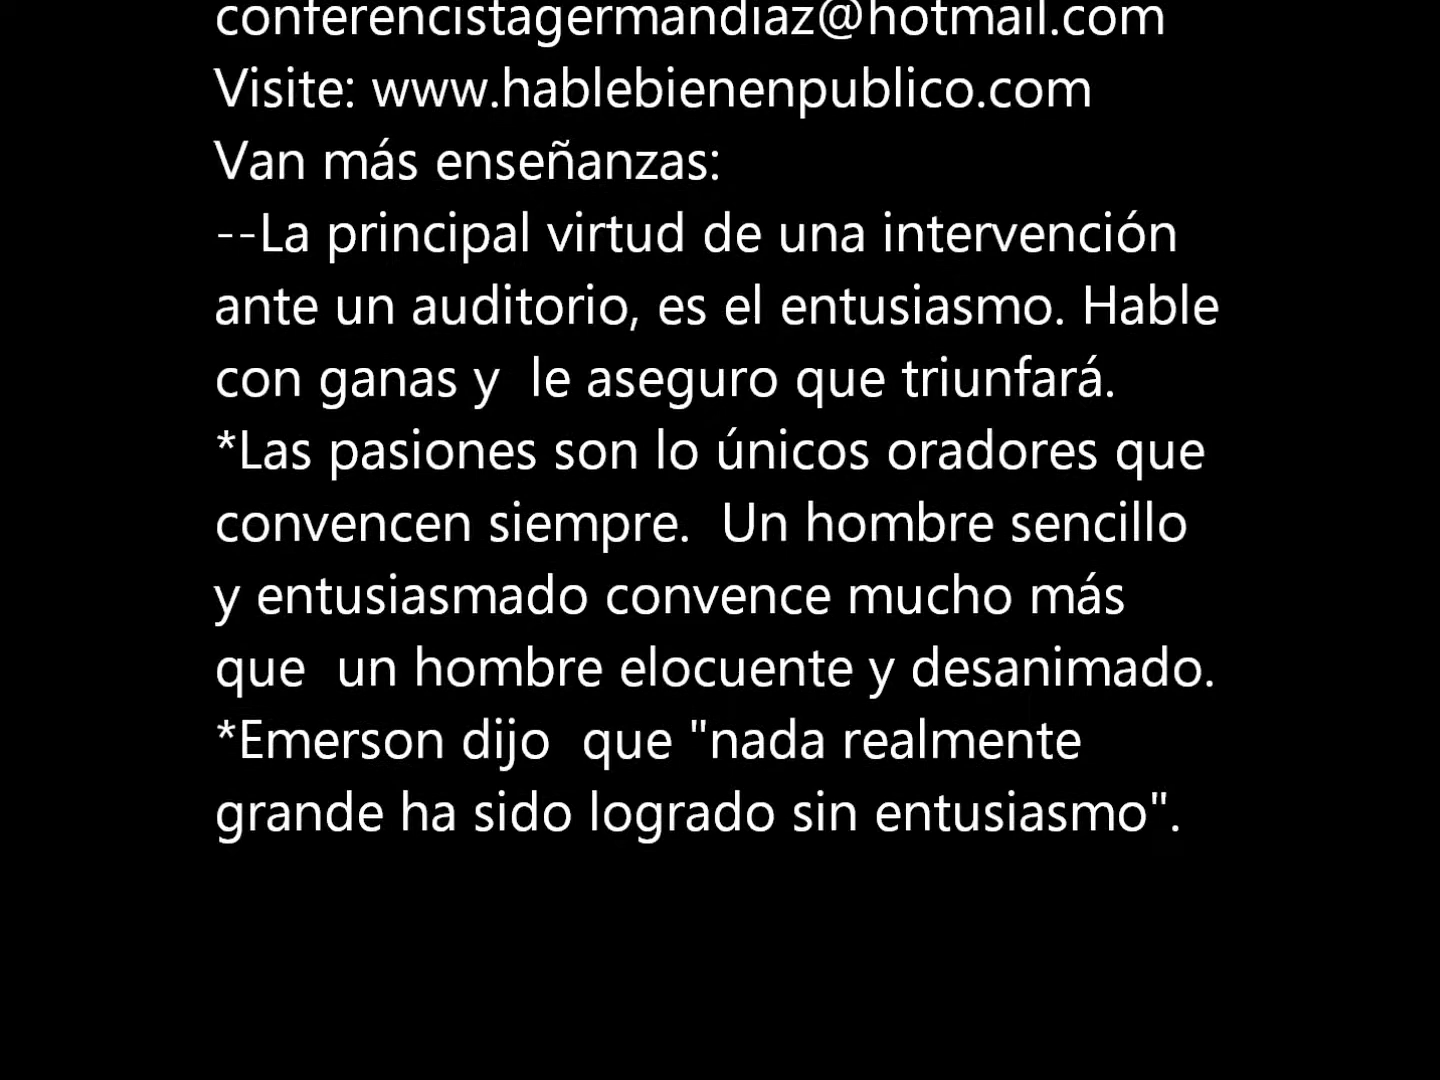 conferencistagermandiaz@hotmail.com
Visite: www.hablebienenpublico.com
Van más enseñanzas:
--La principal virtud de una intervención
ante un auditorio, es el entusiasmo. Hable
con ganas y  le aseguro que triunfará.
*Las pasiones son lo únicos oradores que
convencen siempre.  Un hombre sencillo
y entusiasmado convence mucho más
que  un hombre elocuente y desanimado.
*Emerson dijo  que "nada realmente
grande ha sido logrado sin entusiasmo".